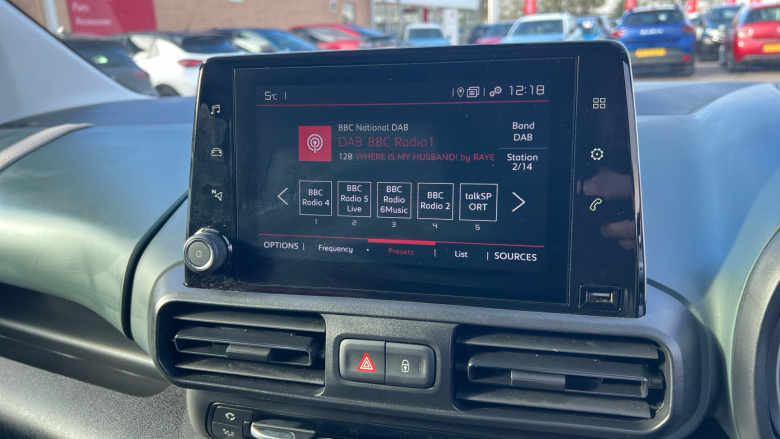 5°C
12:18
BBC National DAB
DAB BBC Radio1
12B WHERE IS MY HUSBAND! by RAYE
Band
DAB
Station
2/14
BBC
Radio 4
BBC
Radio 5
Live
BBC
Radio
6Music
BBC
Radio 2
talkSP
ORT
1
2
3
4
5
OPTIONS
Frequency
Presets
List
SOURCES
N